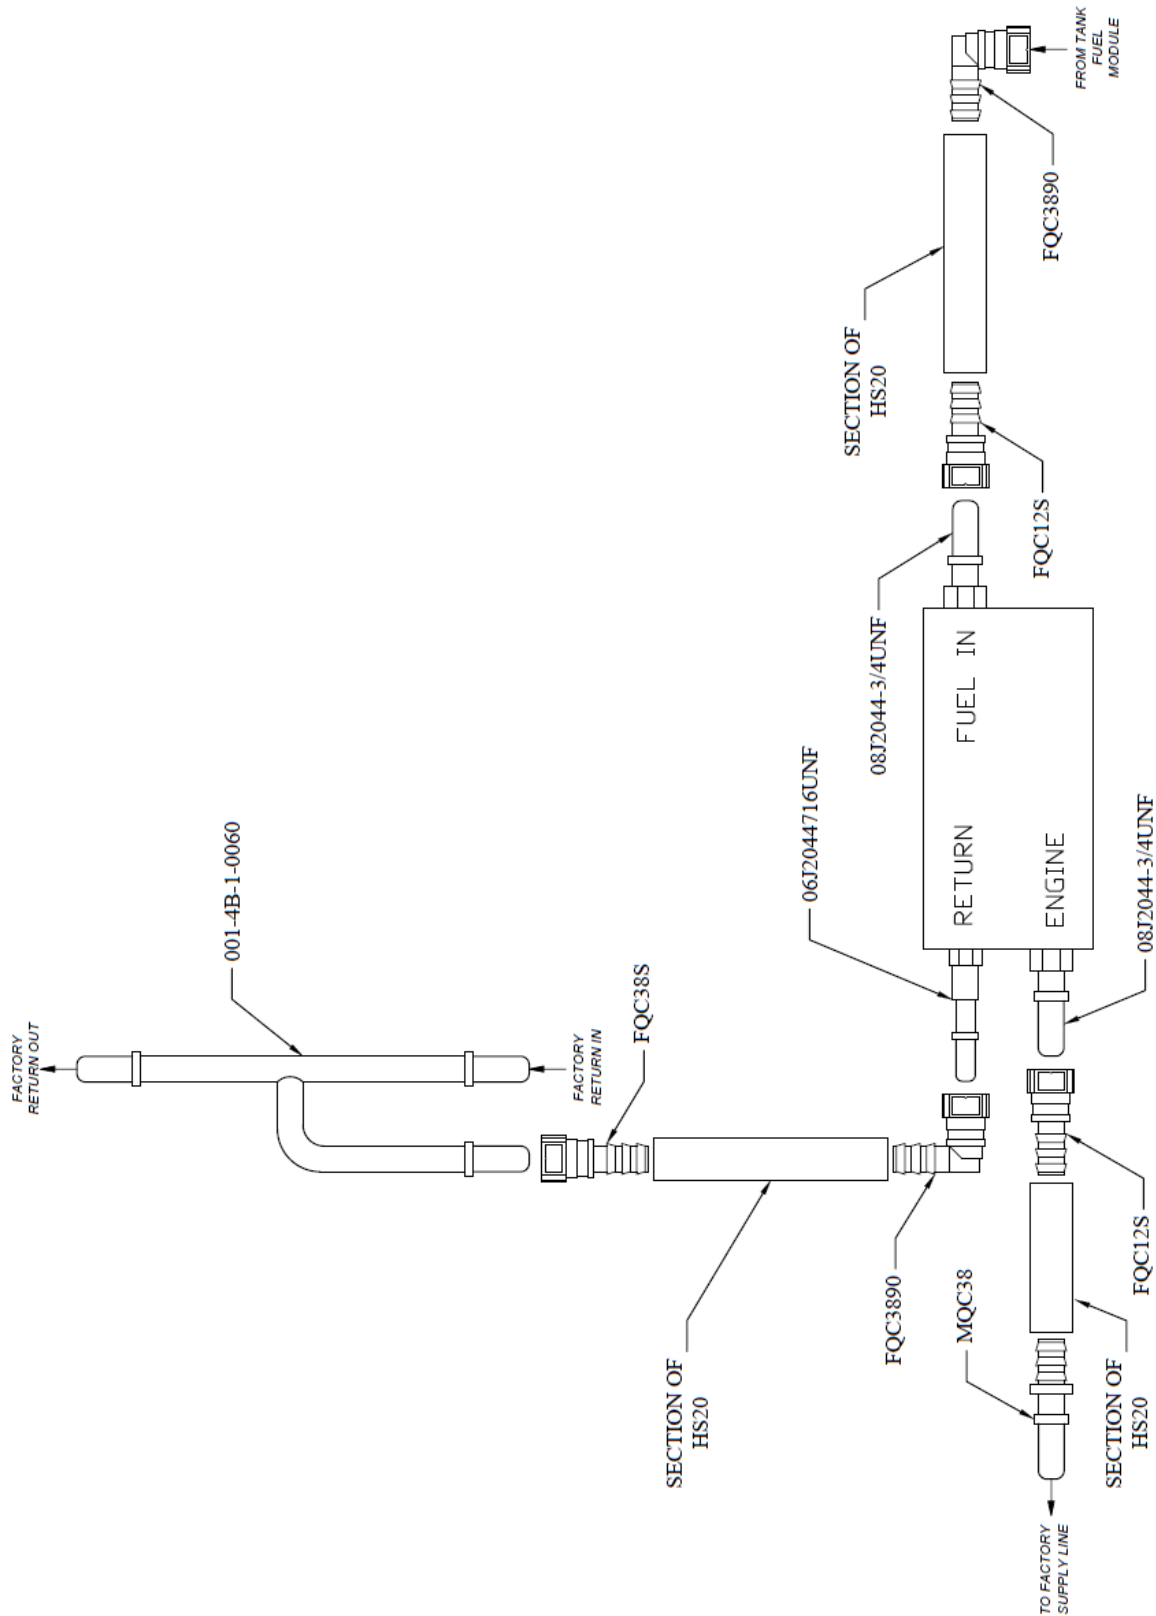 FROM TANK
FUEL
MODULE
FQC3890
SECTION OF
HS20
FQC12S
08J2044-3/4UNF
FUEL IN
RETURN
ENGINE
06J2044716UNF
08J2044-3/4UNF
001-4B-1-0060
FACTORY
RETURN OUT
FACTORY
RETURN IN
FQC38S
SECTION OF
HS20
FQC3890
MQC38
FQC12S
SECTION OF
HS20
TO FACTORY
SUPPLY LINE